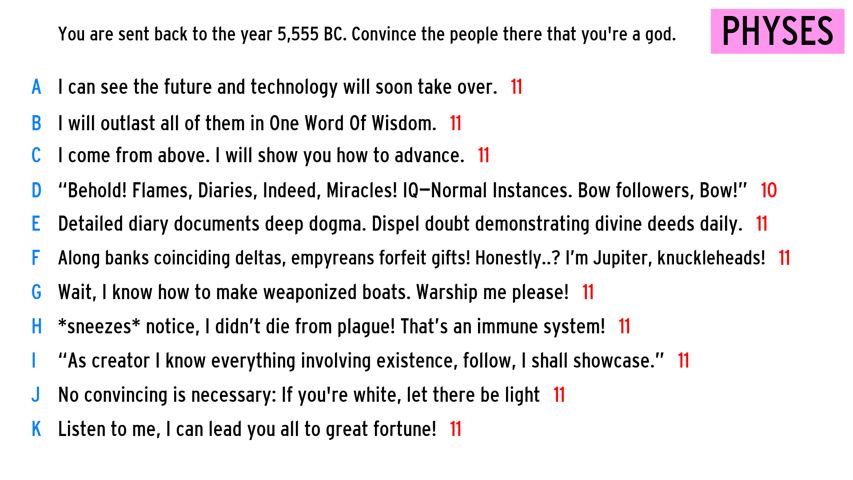 You are sent back to the year 5,555 BC. Convince the people there that you're a god.
PHYSES
A I can see the future and technology will soon take over. 11
B I will outlast all of them in One Word Of Wisdom. 11
C I come from above. I will show you how to advance. 11
D “Behold! Flames, Diaries, Indeed, Miracles! IQ—Normal Instances. Bow followers, Bow!” 10
E Detailed diary documents deep dogma. Dispel doubt demonstrating divine deeds daily. 11
F Along banks coinciding deltas, empyreans forfeit gifts! Honestly..? I’m Jupiter, knuckleheads! 11
G Wait, I know how to make weaponized boats. Warship me please! 11
H *sneezes* notice, I didn’t die from plague! That’s an immune system! 11
I “As creator I know everything involving existence, follow, I shall showcase.” 11
J No convincing is necessary: If you're white, let there be light 11
K Listen to me, I can lead you all to great fortune! 11